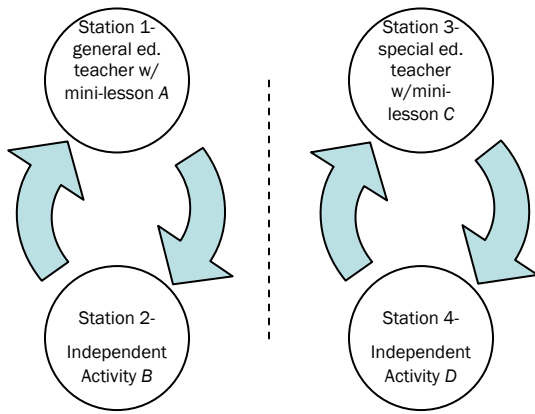 Station 1-
general ed.
teacher w/
mini-lesson A
Station 3-
special ed.
teacher
w/mini-
lesson C
Station 2-
Independent
Activity B
Station 4-
Independent
Activity D